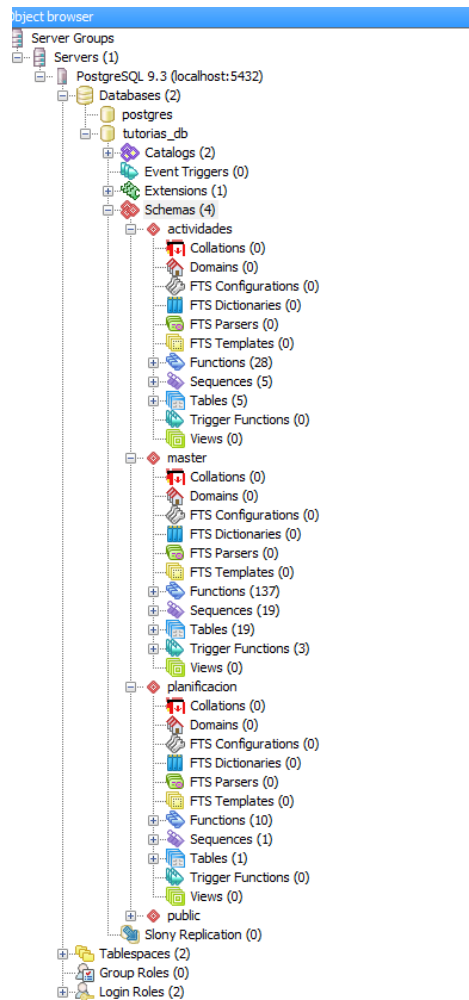 Object browser
Server Groups
Servers (1)
PostgreSQL 9.3 (localhost:5432)
Databases (2)
postgres
tutorias_db
Catalogs (2)
Event Triggers (0)
Extensions (1)
Schemas (4)
actividades
Collations (0)
Domains (0)
FTS Configurations (0)
FTS Dictionaries (0)
FTS Parsers (0)
FTS Templates (0)
Functions (28)
Sequences (5)
Tables (5)
Trigger Functions (0)
Views (0)
master
Collations (0)
Domains (0)
FTS Configurations (0)
FTS Dictionaries (0)
FTS Parsers (0)
FTS Templates (0)
Functions (137)
Sequences (19)
Tables (19)
Trigger Functions (3)
Views (0)
planificacion
Collations (0)
Domains (0)
FTS Configurations (0)
FTS Dictionaries (0)
FTS Parsers (0)
FTS Templates (0)
Functions (10)
Sequences (1)
Tables (1)
Trigger Functions (0)
Views (0)
public
Slony Replication (0)
Tablespaces (2)
Group Roles (0)
Login Roles (2)